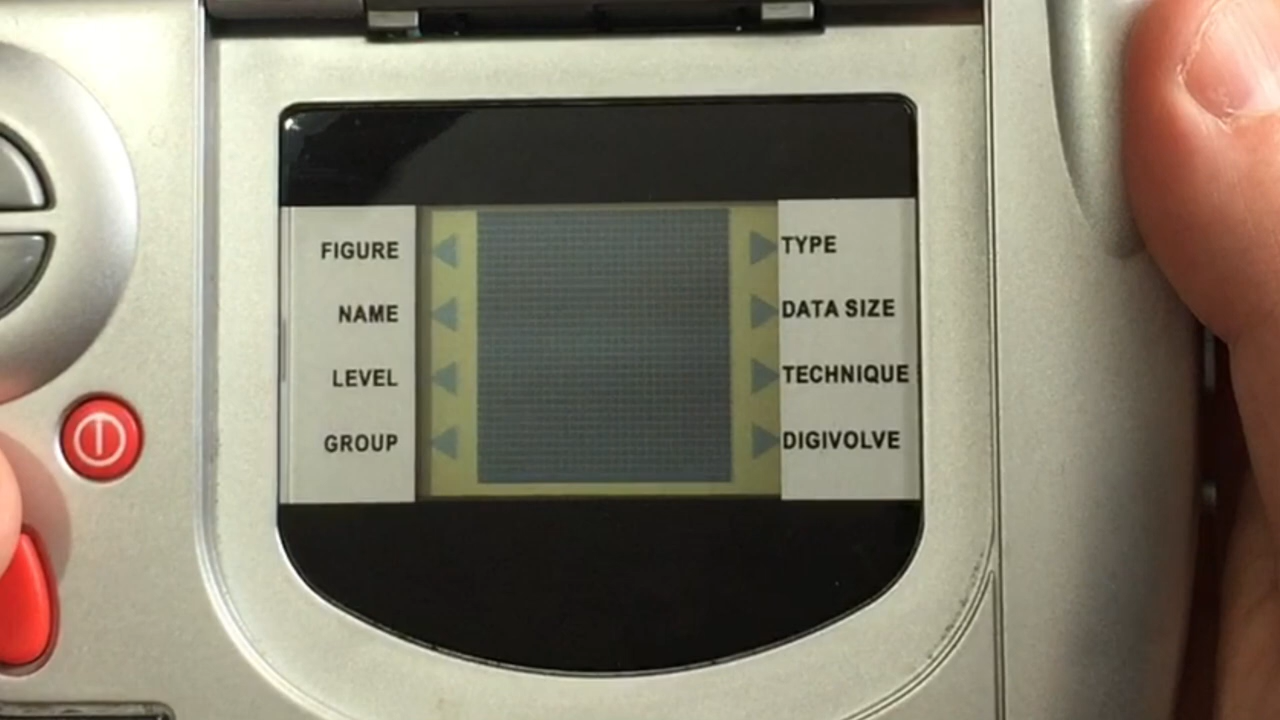 FIGURE
NAME
LEVEL
GROUP
TYPE
DATA SIZE
TECHNIQUE
DIGIVOLVE